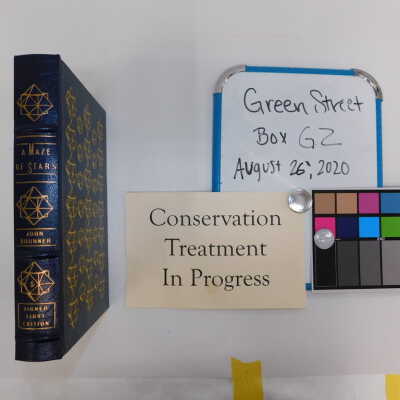 A MAZE
OF STARS
JOHN
BRUNNER
SIGNED
FIRST
EDITION
Green Street
Box GZ
August 26, 2020
Conservation
Treatment
In Progress